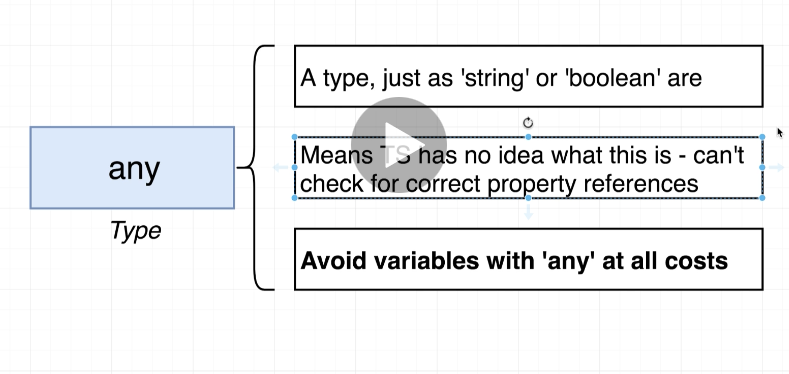 any
Type
A type, just as 'string' or 'boolean' are
Means TS has no idea what this is - can't
check for correct property references
Avoid variables with 'any' at all costs